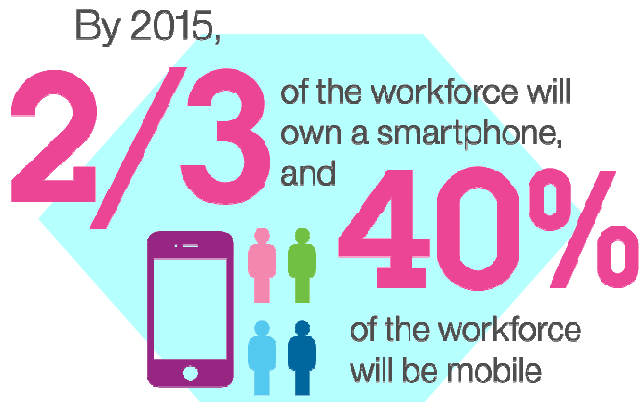 By 2015,
2/3
of the workforce will
own a smartphone,
and
40%
of the workforce
will be mobile